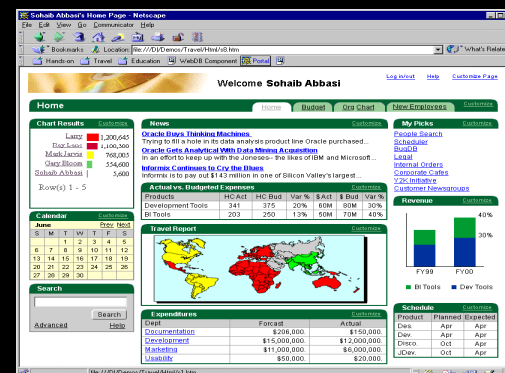 Sohaib Abbasi's Home Page - Netscape
File Edit View Go Communicator Help
Bookmarks Location: file:///D|/Demos/Travel/Html/s8.htm What's Relate
Hands-on Travel Education WebDB Component Portal
Welcome Sohaib Abbasi
Log in/out Help Customize Page
Home
Home Budget Org Chart New Employees Customize
Chart Results Customize
Larry 1,200,645
Ray Lane 1,100,300
Mark Jarvis 768,005
Gary Bloom 554,600
Sohaib Abbasi 5,600
Row(s) 1 - 5
Calendar Customize
June Prev Next
S M T W T F S
1 2 3 4 5
6 7 8 9 10 11 12
13 14 15 16 17 18 19
20 21 22 23 24 25 26
27 28 29 30
Search
Search
Advanced Help
News Customize
Oracle Buys Thinking Machines
Trying to fill a hole in its data analysis product line Oracle purchased...
Oracle Gets Analytical With Data Mining Acquisition
In an effort to keep up with the Joneses-- the likes of IBM and Microsoft ...
Informix Continues to Cry the Blues
Informix is to pay out $143 million in one of Silicon Valley's largest...
Actual vs. Budgeted Expenses Customize
Products HC Act HC Bud Var % $ Act $ Bud Var %
Development Tools 341 375 20% 60M 80M 30%
BI Tools 203 250 13% 50M 70M 40%
Travel Report Customize
Expenditures Customize
Dept Forcast Actual
Documentation $206,000. $150,000.
Development $15,000,000. $12,000,000.
Marketing $11,000,000. $6,000,000.
Usability $50,000. $20,000.
My Picks Customize
People Search
Scheduler
BugDB
Legal
Internal Orders
Corporate Cafes
Y2K Initiative
Customer Newsgroups
Revenue Customize
40%
30%
FY99 FY00
BI Tools Dev Tools
Schedule Customize
Product Planned Expected
Des. Apr Apr
Dev. Apr Apr
Disco. Oct Apr
JDev. Oct Apr
file:///D|/Demos/Travel/Html/s1.htm